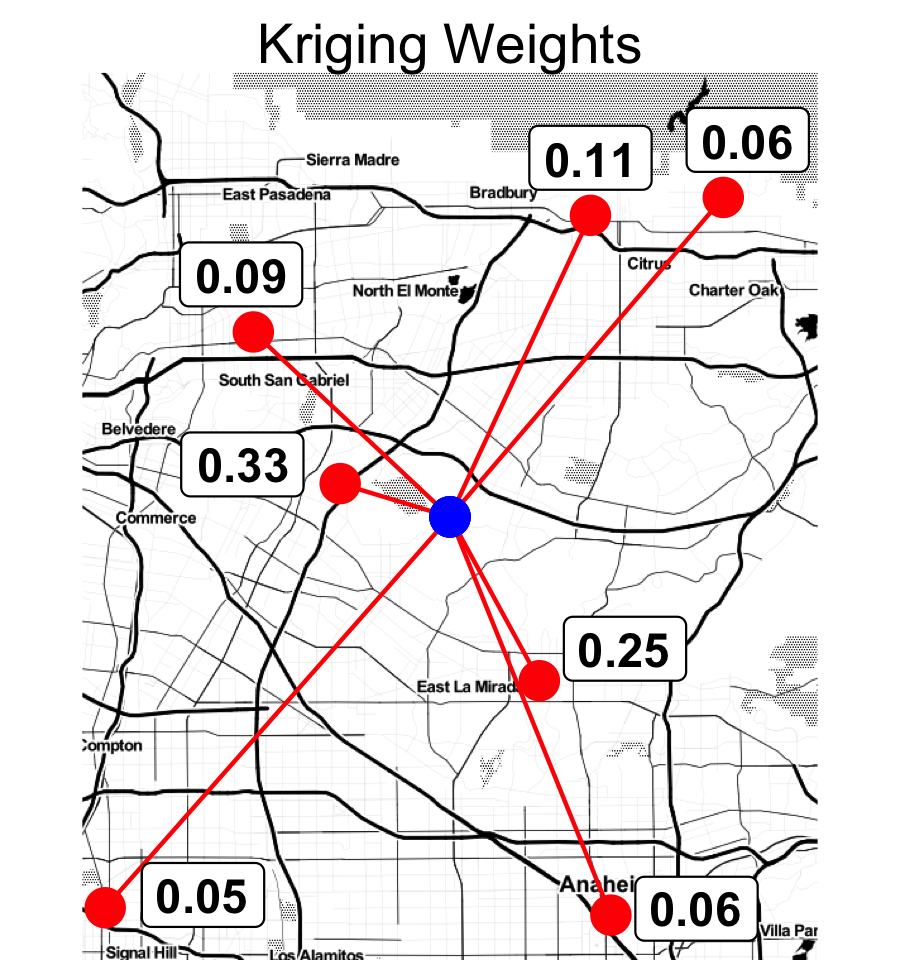 Kriging Weights
0.06
0.11
Sierra Madre
East Pasadena
Bradbury
Citrus
0.09
North El Monte
Charter Oak
South San Gabriel
Belvedere
0.33
Commerce
0.25
East La Mirad
Compton
Anahei
0.05
0.06
Villa Par
Signal Hill
Los Alamitos